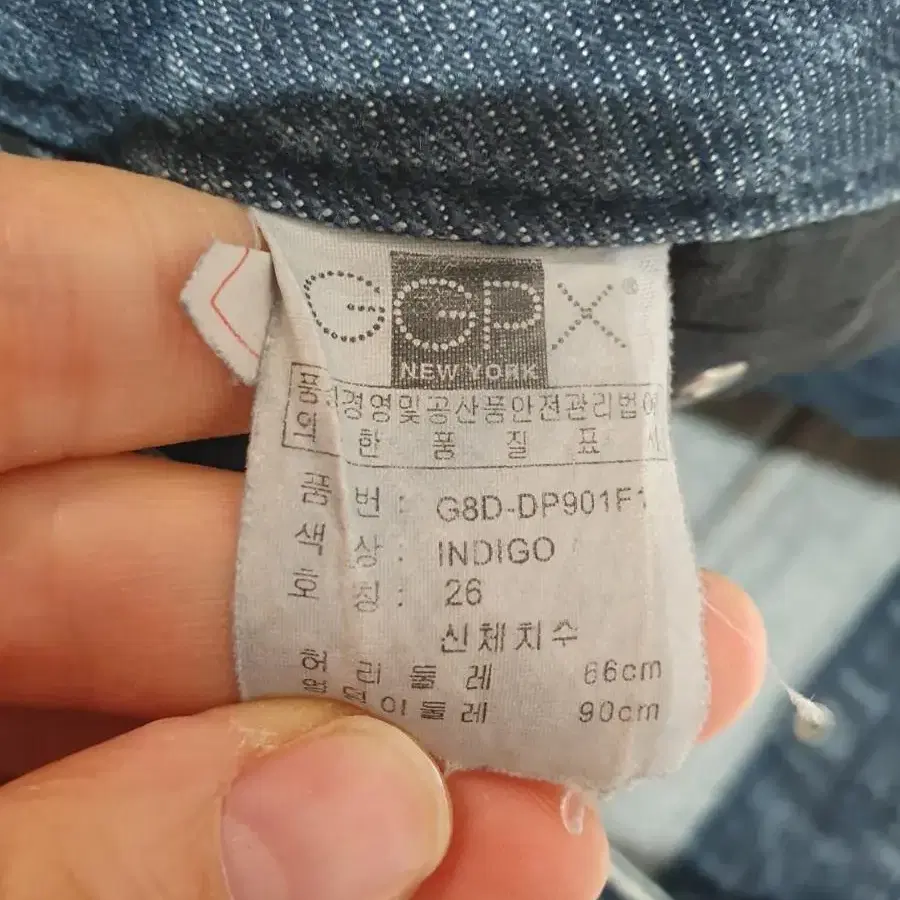 GGPX®
NEW YORK
품경영및공산품안전관리법에
의 한 품 질 표 시
품 번 : G8D-DP901F1
색 상 : INDIGO
호 칭 : 26
신체치수
허 리 둘 레 66cm
엉덩이둘레 90cm